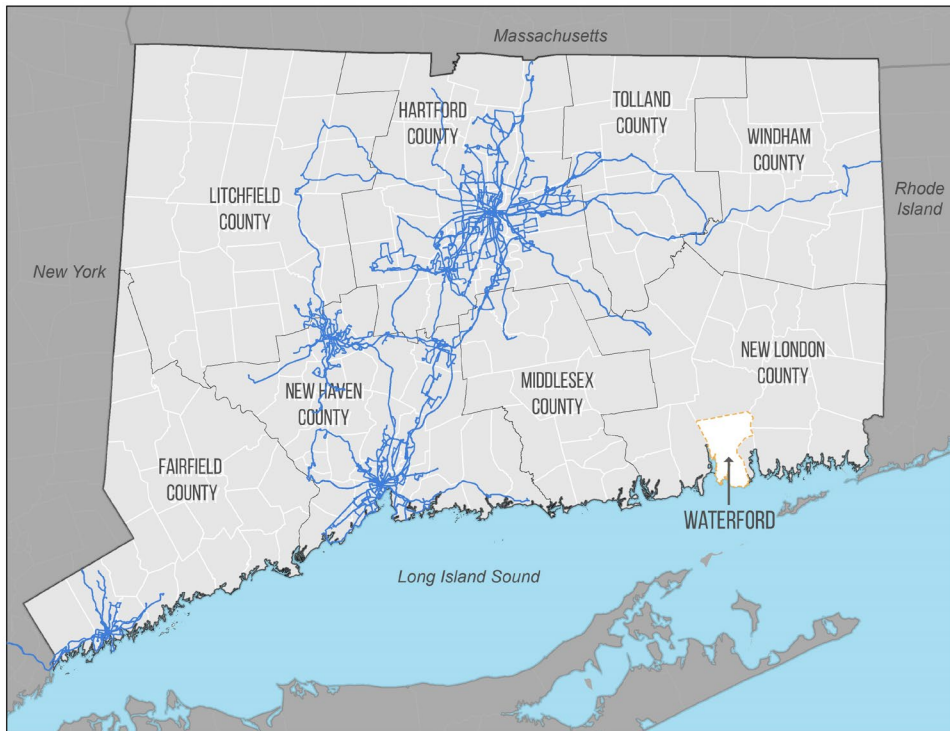 Massachusetts
HARTFORD
COUNTY
TOLLAND
COUNTY
WINDHAM
COUNTY
LITCHFIELD
COUNTY
Rhode
Island
New York
NEW LONDON
COUNTY
MIDDLESEX
COUNTY
NEW HAVEN
COUNTY
FAIRFIELD
COUNTY
WATERFORD
Long Island Sound